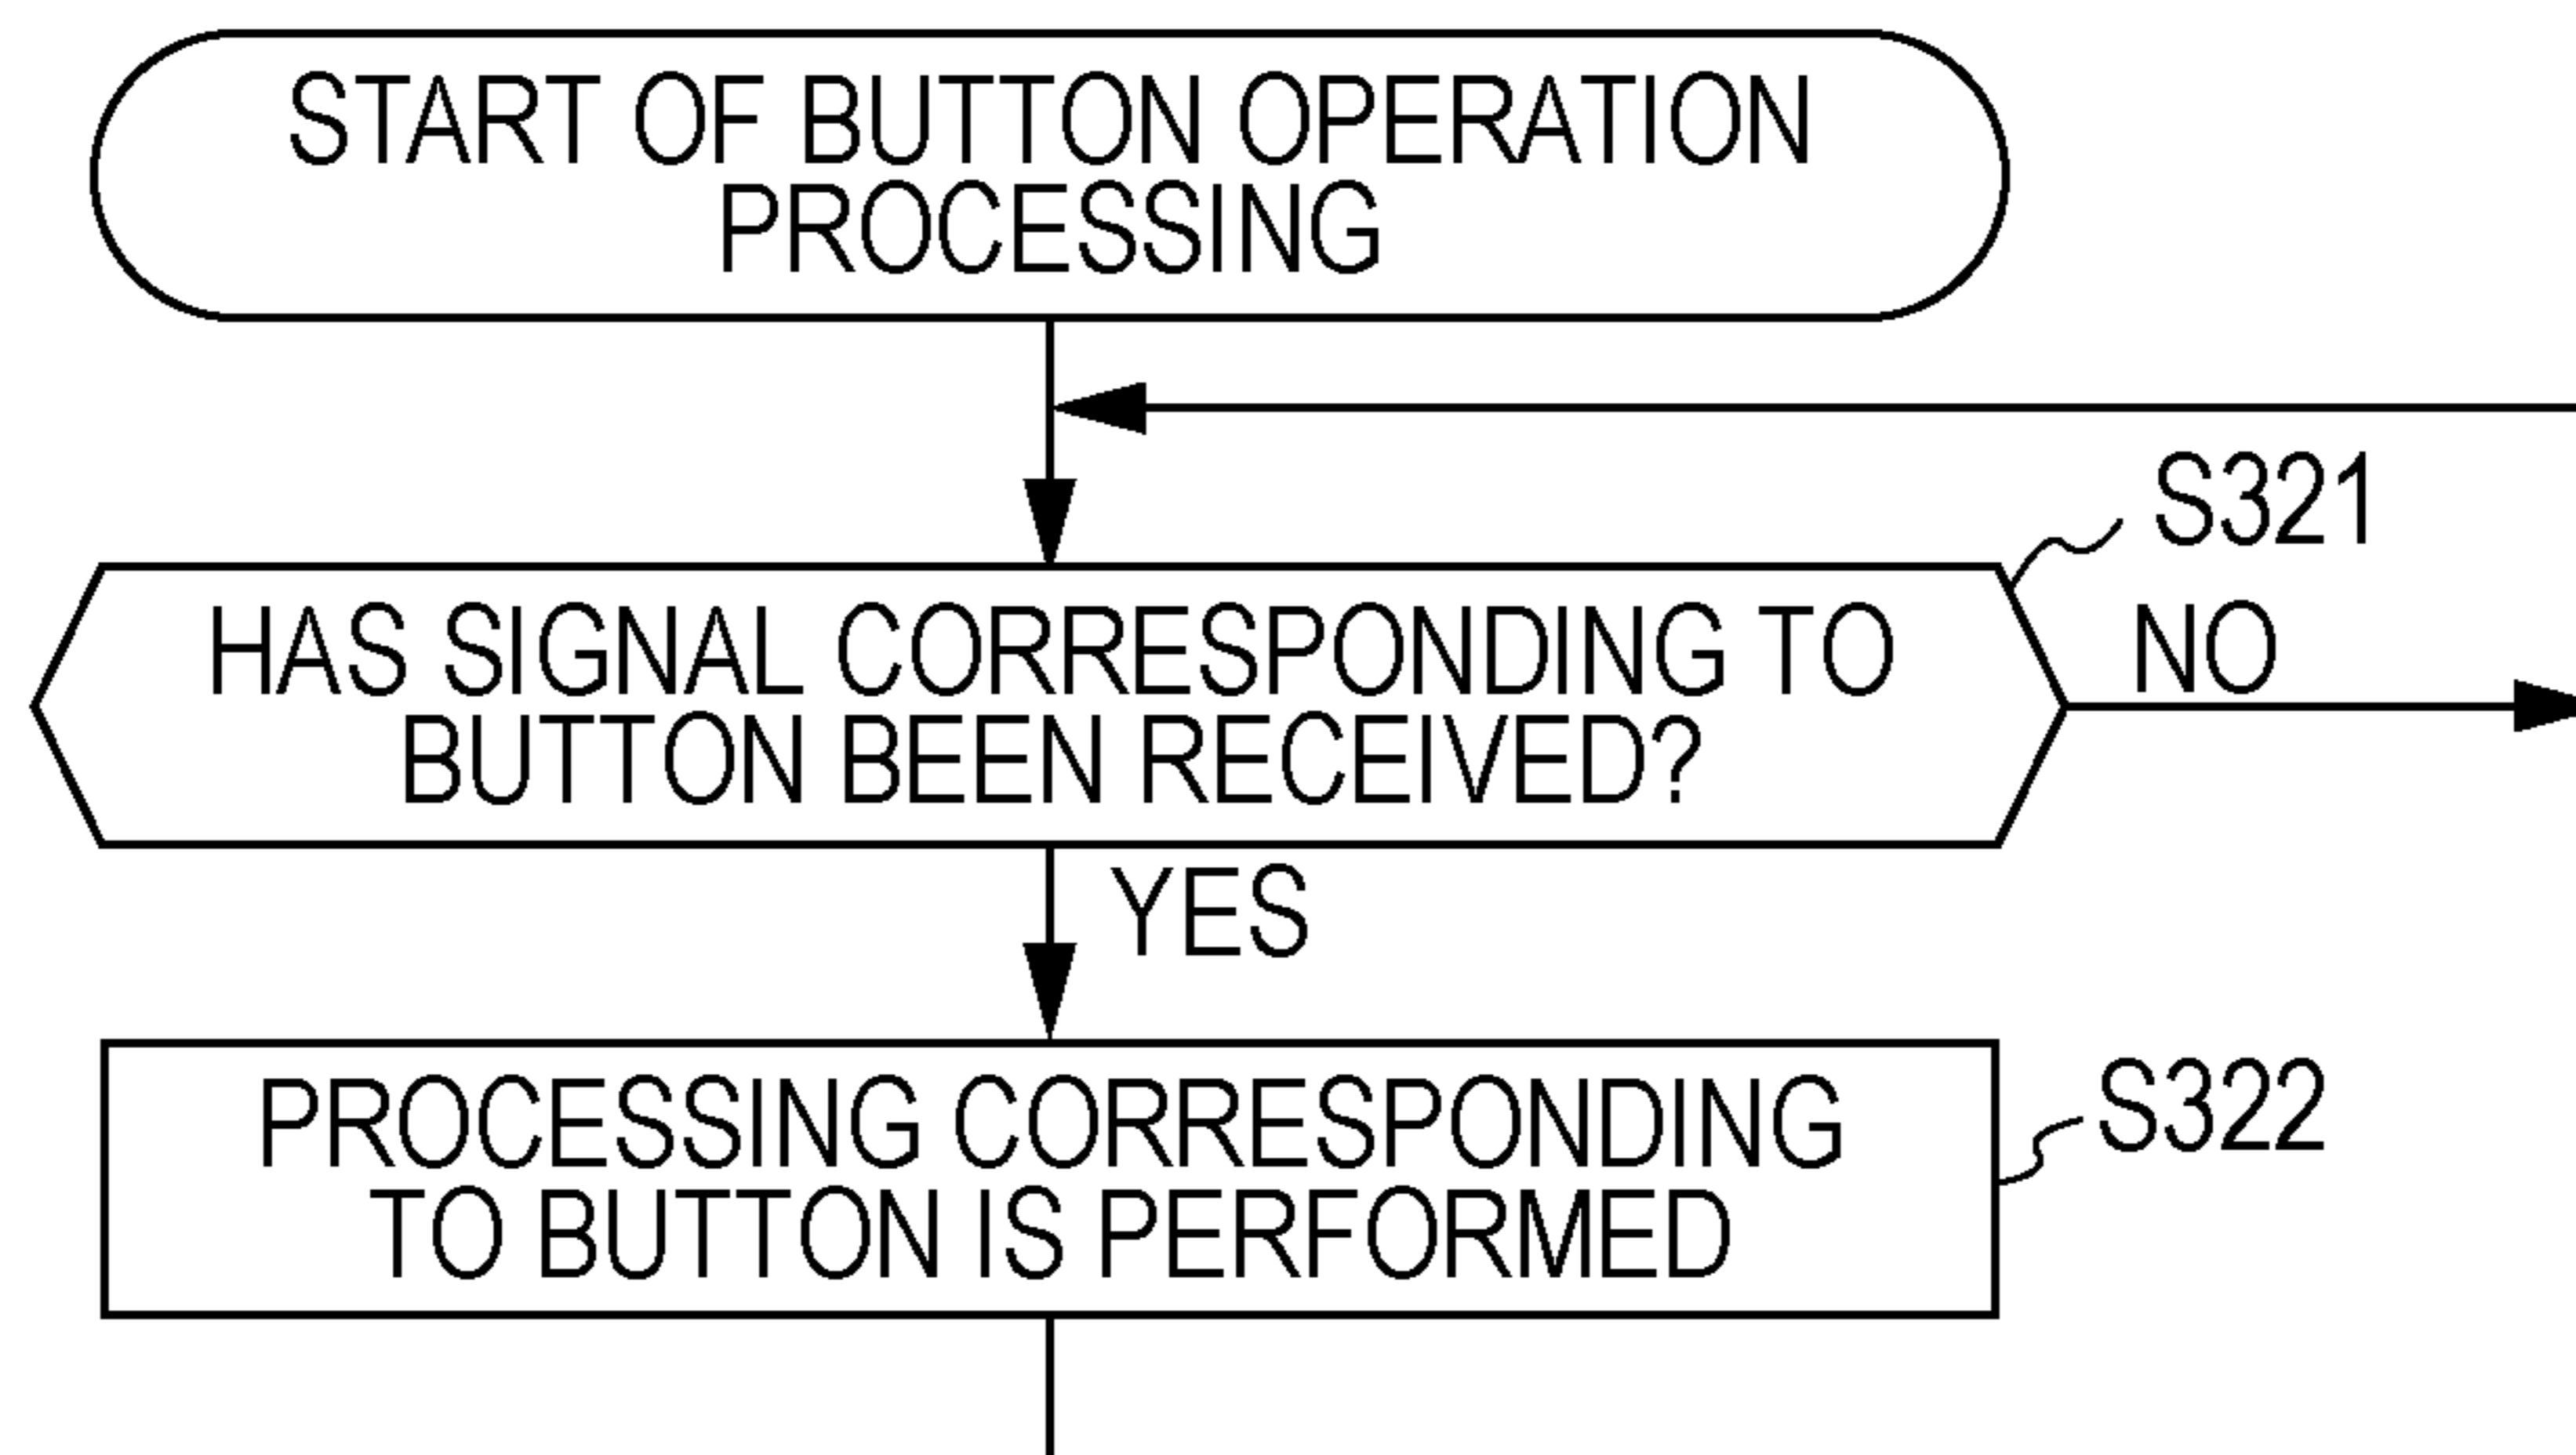 START OF BUTTON OPERATION
PROCESSING
S321
HAS SIGNAL CORRESPONDING TO
BUTTON BEEN RECEIVED?
NO
YES
PROCESSING CORRESPONDING
TO BUTTON IS PERFORMED
S322